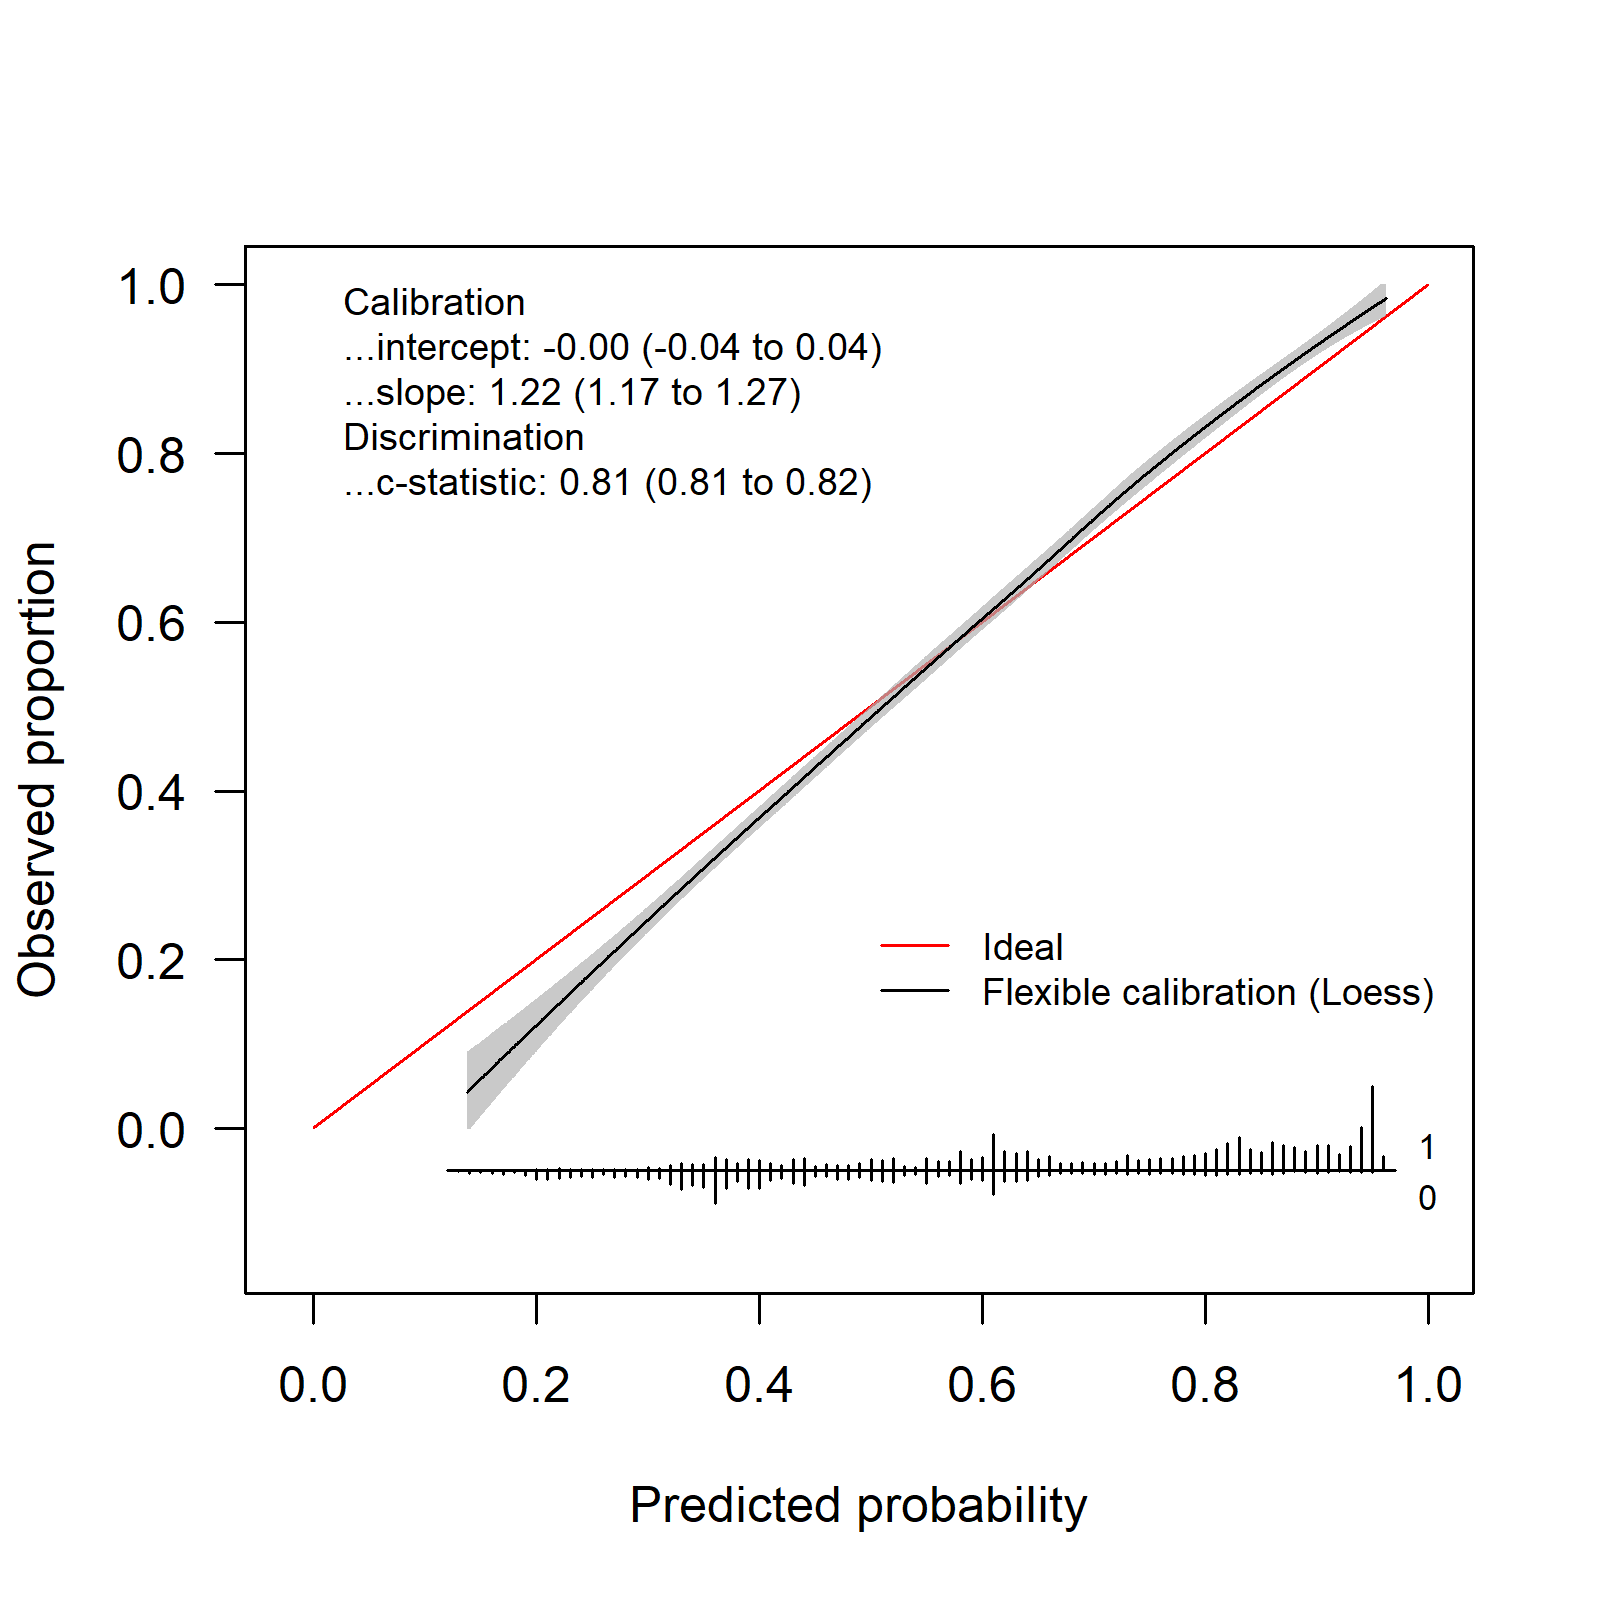 Calibration
...intercept: -0.00 (-0.04 to 0.04)
...slope: 1.22 (1.17 to 1.27)
Discrimination
...c-statistic: 0.81 (0.81 to 0.82)
1.0
0.8
0.6
0.4
0.2
0.0
Observed proportion
Ideal
Flexible calibration (Loess)
1
0
0.0 0.2 0.4 0.6 0.8 1.0
Predicted probability